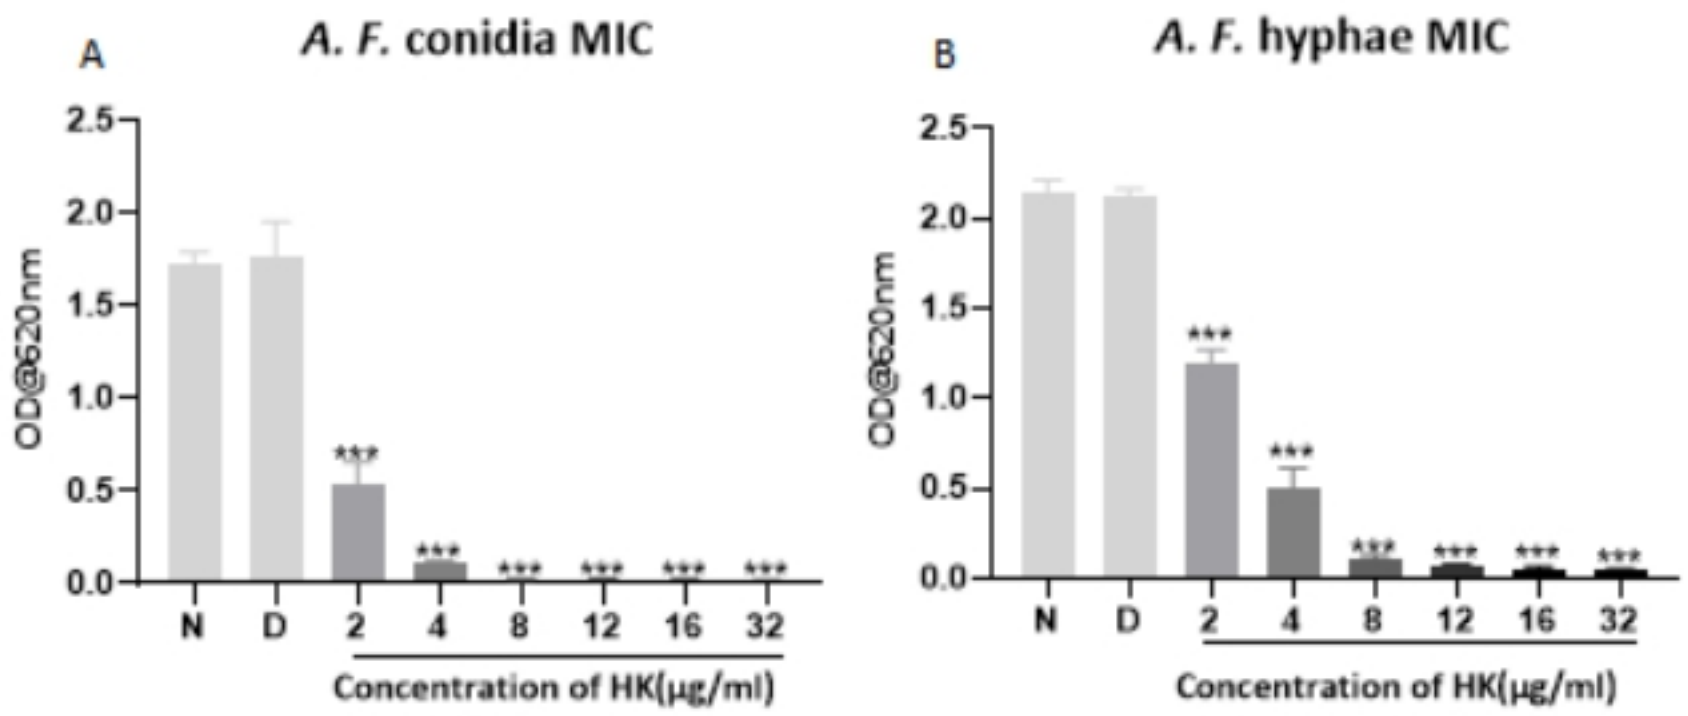 A
A. F. conidia MIC
2.5
2.0
1.5
1.0
0.5
0.0
OD@620nm
***
***
***
***
***
***
N D 2 4 8 12 16 32
Concentration of HK(μg/ml)
B
A. F. hyphae MIC
2.5
2.0
1.5
1.0
0.5
0.0
OD@620nm
***
***
***
***
***
***
N D 2 4 8 12 16 32
Concentration of HK(μg/ml)